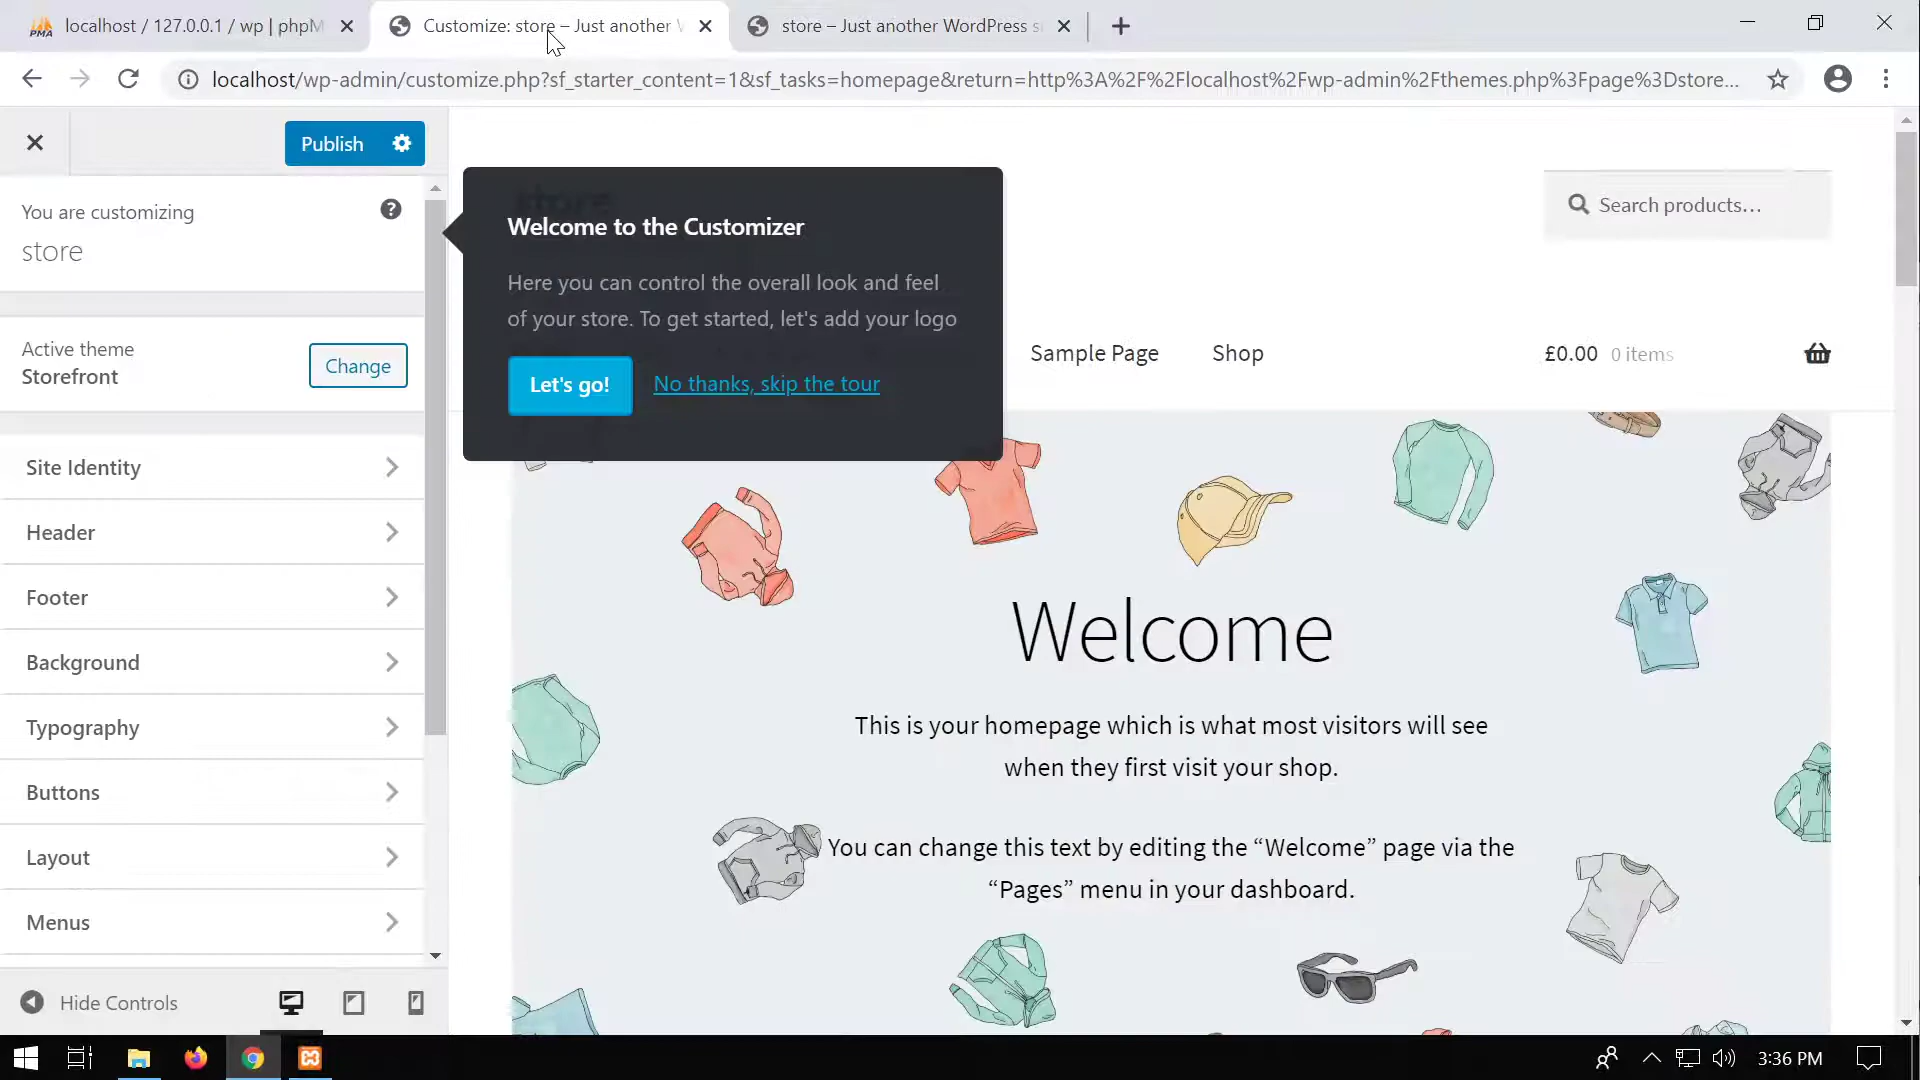 localhost / 127.0.0.1 / wp | phpM
Customize: store – Just another W
store – Just another WordPress s
localhost/wp-admin/customize.php?sf_starter_content=1&sf_tasks=homepage&return=http%3A%2F%2Flocalhost%2Fwp-admin%2Fthemes.php%3Fpage%3Dstore...
Publish
You are customizing
store
Active theme
Storefront
Change
Site Identity
Header
Footer
Background
Typography
Buttons
Layout
Menus
Hide Controls
store
Welcome to the Customizer
Here you can control the overall look and feel
of your store. To get started, let's add your logo
Let's go!
No thanks, skip the tour
Search products…
Sample Page
Shop
£0.00 0 items
Welcome
This is your homepage which is what most visitors will see
when they first visit your shop.
You can change this text by editing the “Welcome” page via the
“Pages” menu in your dashboard.
3:36 PM